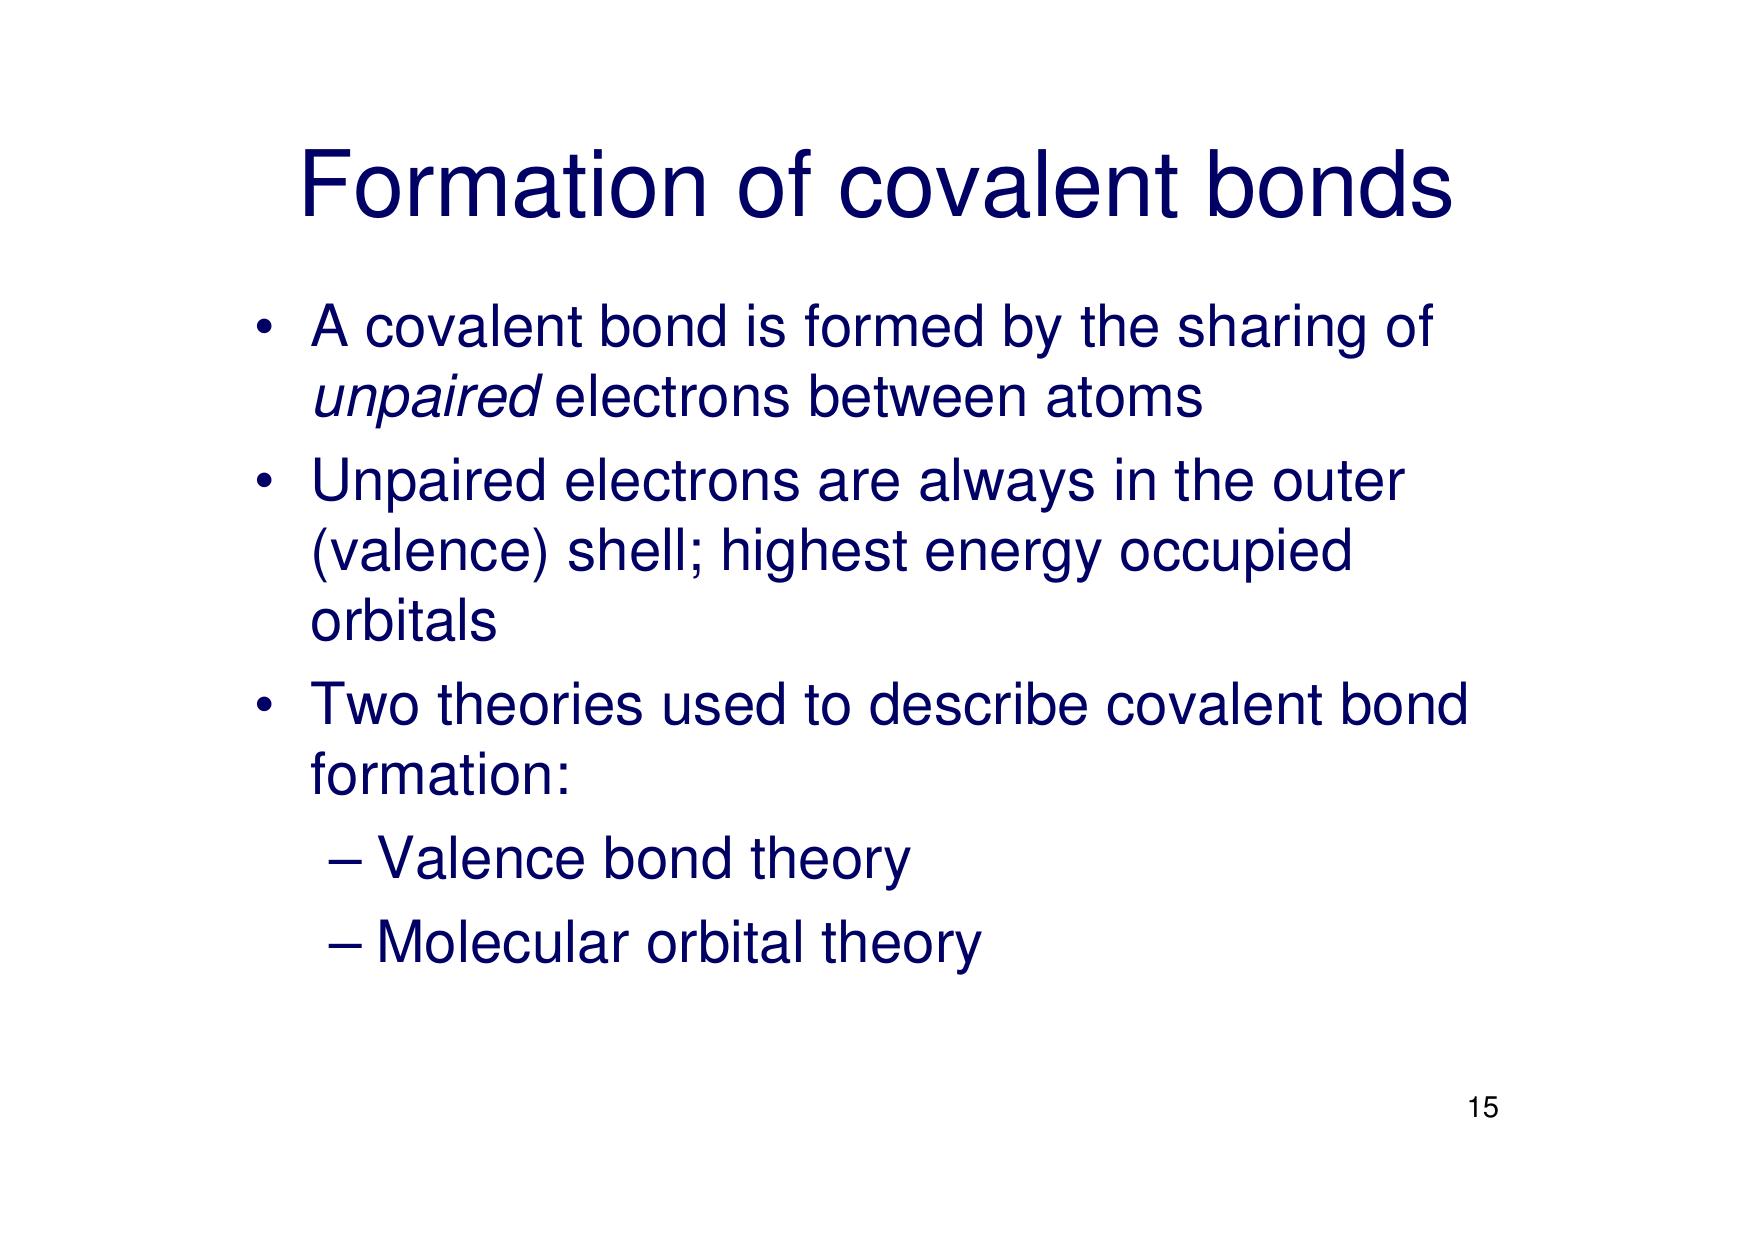 Formation of covalent bonds
• A covalent bond is formed by the sharing of
unpaired electrons between atoms
• Unpaired electrons are always in the outer
(valence) shell; highest energy occupied
orbitals
• Two theories used to describe covalent bond
formation:
– Valence bond theory
– Molecular orbital theory
15